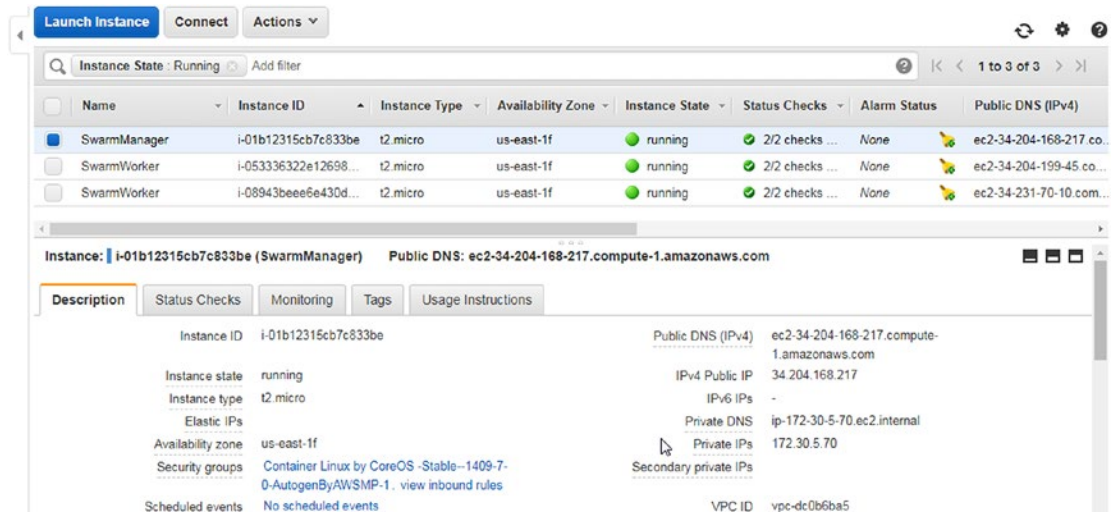 Launch Instance Connect Actions
Instance State : Running Add filter 1 to 3 of 3
Name Instance ID Instance Type Availability Zone Instance State Status Checks Alarm Status Public DNS (IPv4)
SwarmManager i-01b12315cb7c833be t2.micro us-east-1f running 2/2 checks ... None ec2-34-204-168-217.co...
SwarmWorker i-053336322e12698... t2.micro us-east-1f running 2/2 checks ... None ec2-34-204-199-45.co...
SwarmWorker i-08943beee6e430d... t2.micro us-east-1f running 2/2 checks ... None ec2-34-231-70-10.com...
Instance: i-01b12315cb7c833be (SwarmManager) Public DNS: ec2-34-204-168-217.compute-1.amazonaws.com
Description Status Checks Monitoring Tags Usage Instructions
Instance ID i-01b12315cb7c833be Public DNS (IPv4) ec2-34-204-168-217.compute-
1.amazonaws.com
Instance state running IPv4 Public IP 34.204.168.217
Instance type t2.micro IPv6 IPs -
Elastic IPs Private DNS ip-172-30-5-70.ec2.internal
Availability zone us-east-1f Private IPs 172.30.5.70
Security groups Container Linux by CoreOS -Stable--1409-7- Secondary private IPs
0-AutogenByAWSMP-1. view inbound rules
Scheduled events No scheduled events VPC ID vpc-dc0b6ba5